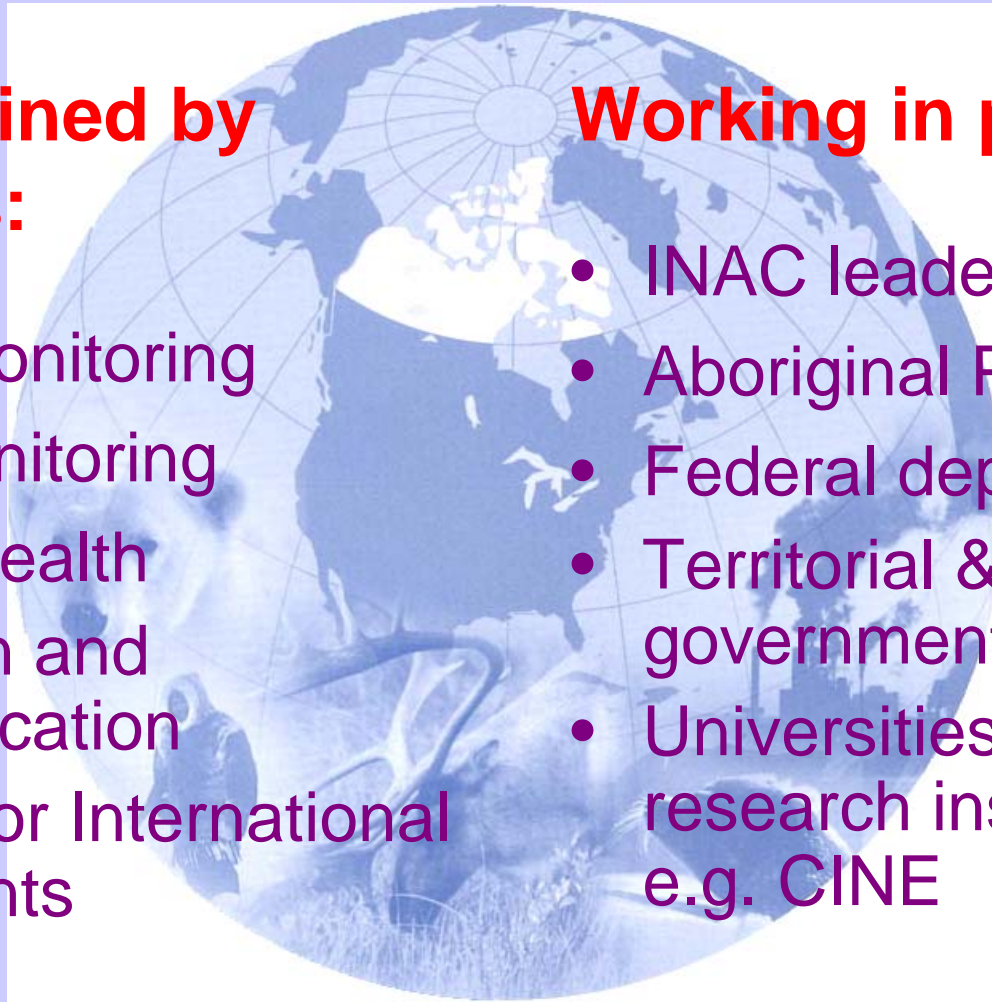 ined by
s:
onitoring
nitoring
ealth
n and
cation
or International
nts
Working in p
• INAC leade
• Aboriginal P
• Federal dep
• Territorial &
government
• Universities
research ins
e.g. CINE